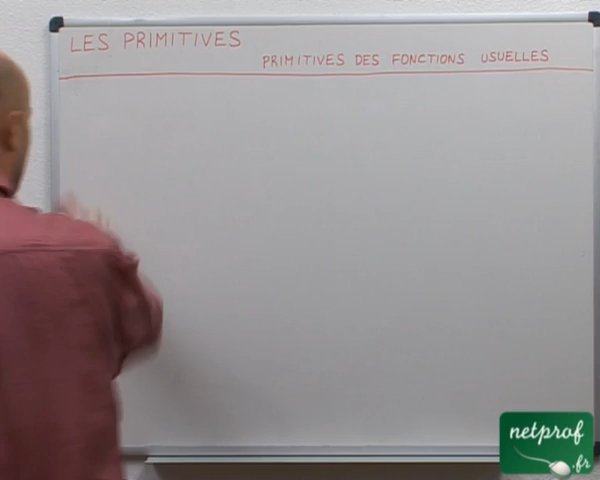 LES PRIMITIVES
PRIMITIVES DES FONCTIONS USUELLES
netprof
.fr